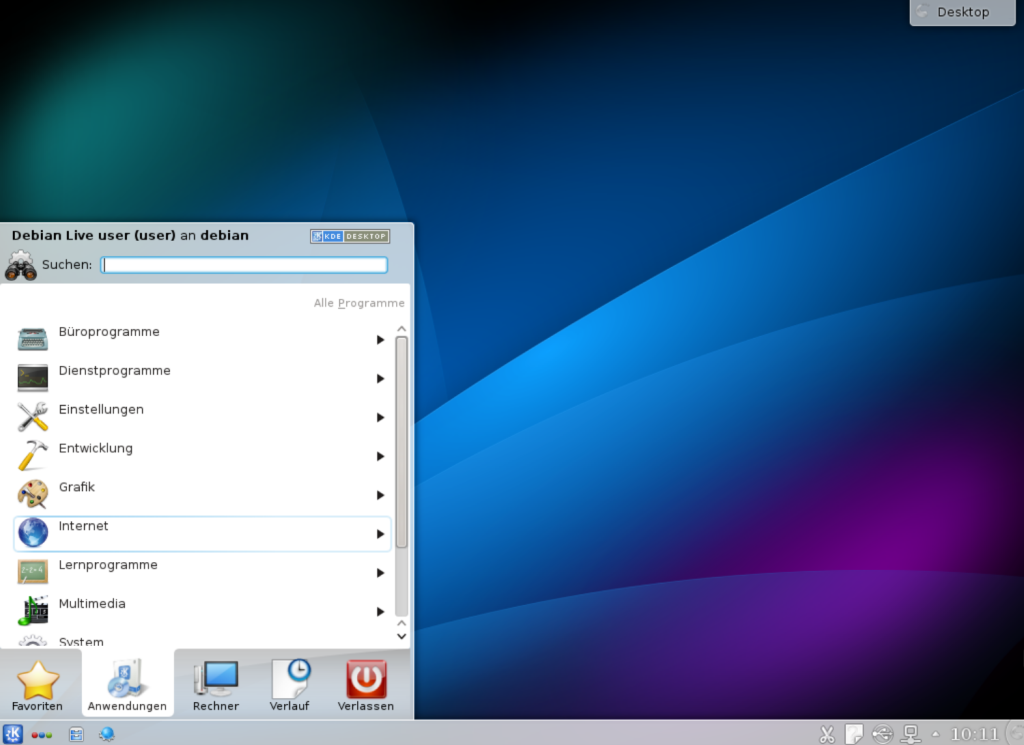 Desktop
Debian Live user (user) an debian
KDE DESKTOP
Suchen:
Alle Programme
Büroprogramme
Dienstprogramme
Einstellungen
Entwicklung
Grafik
Internet
Lernprogramme
Multimedia
System
Favoriten
Anwendungen
Rechner
Verlauf
Verlassen
10:11